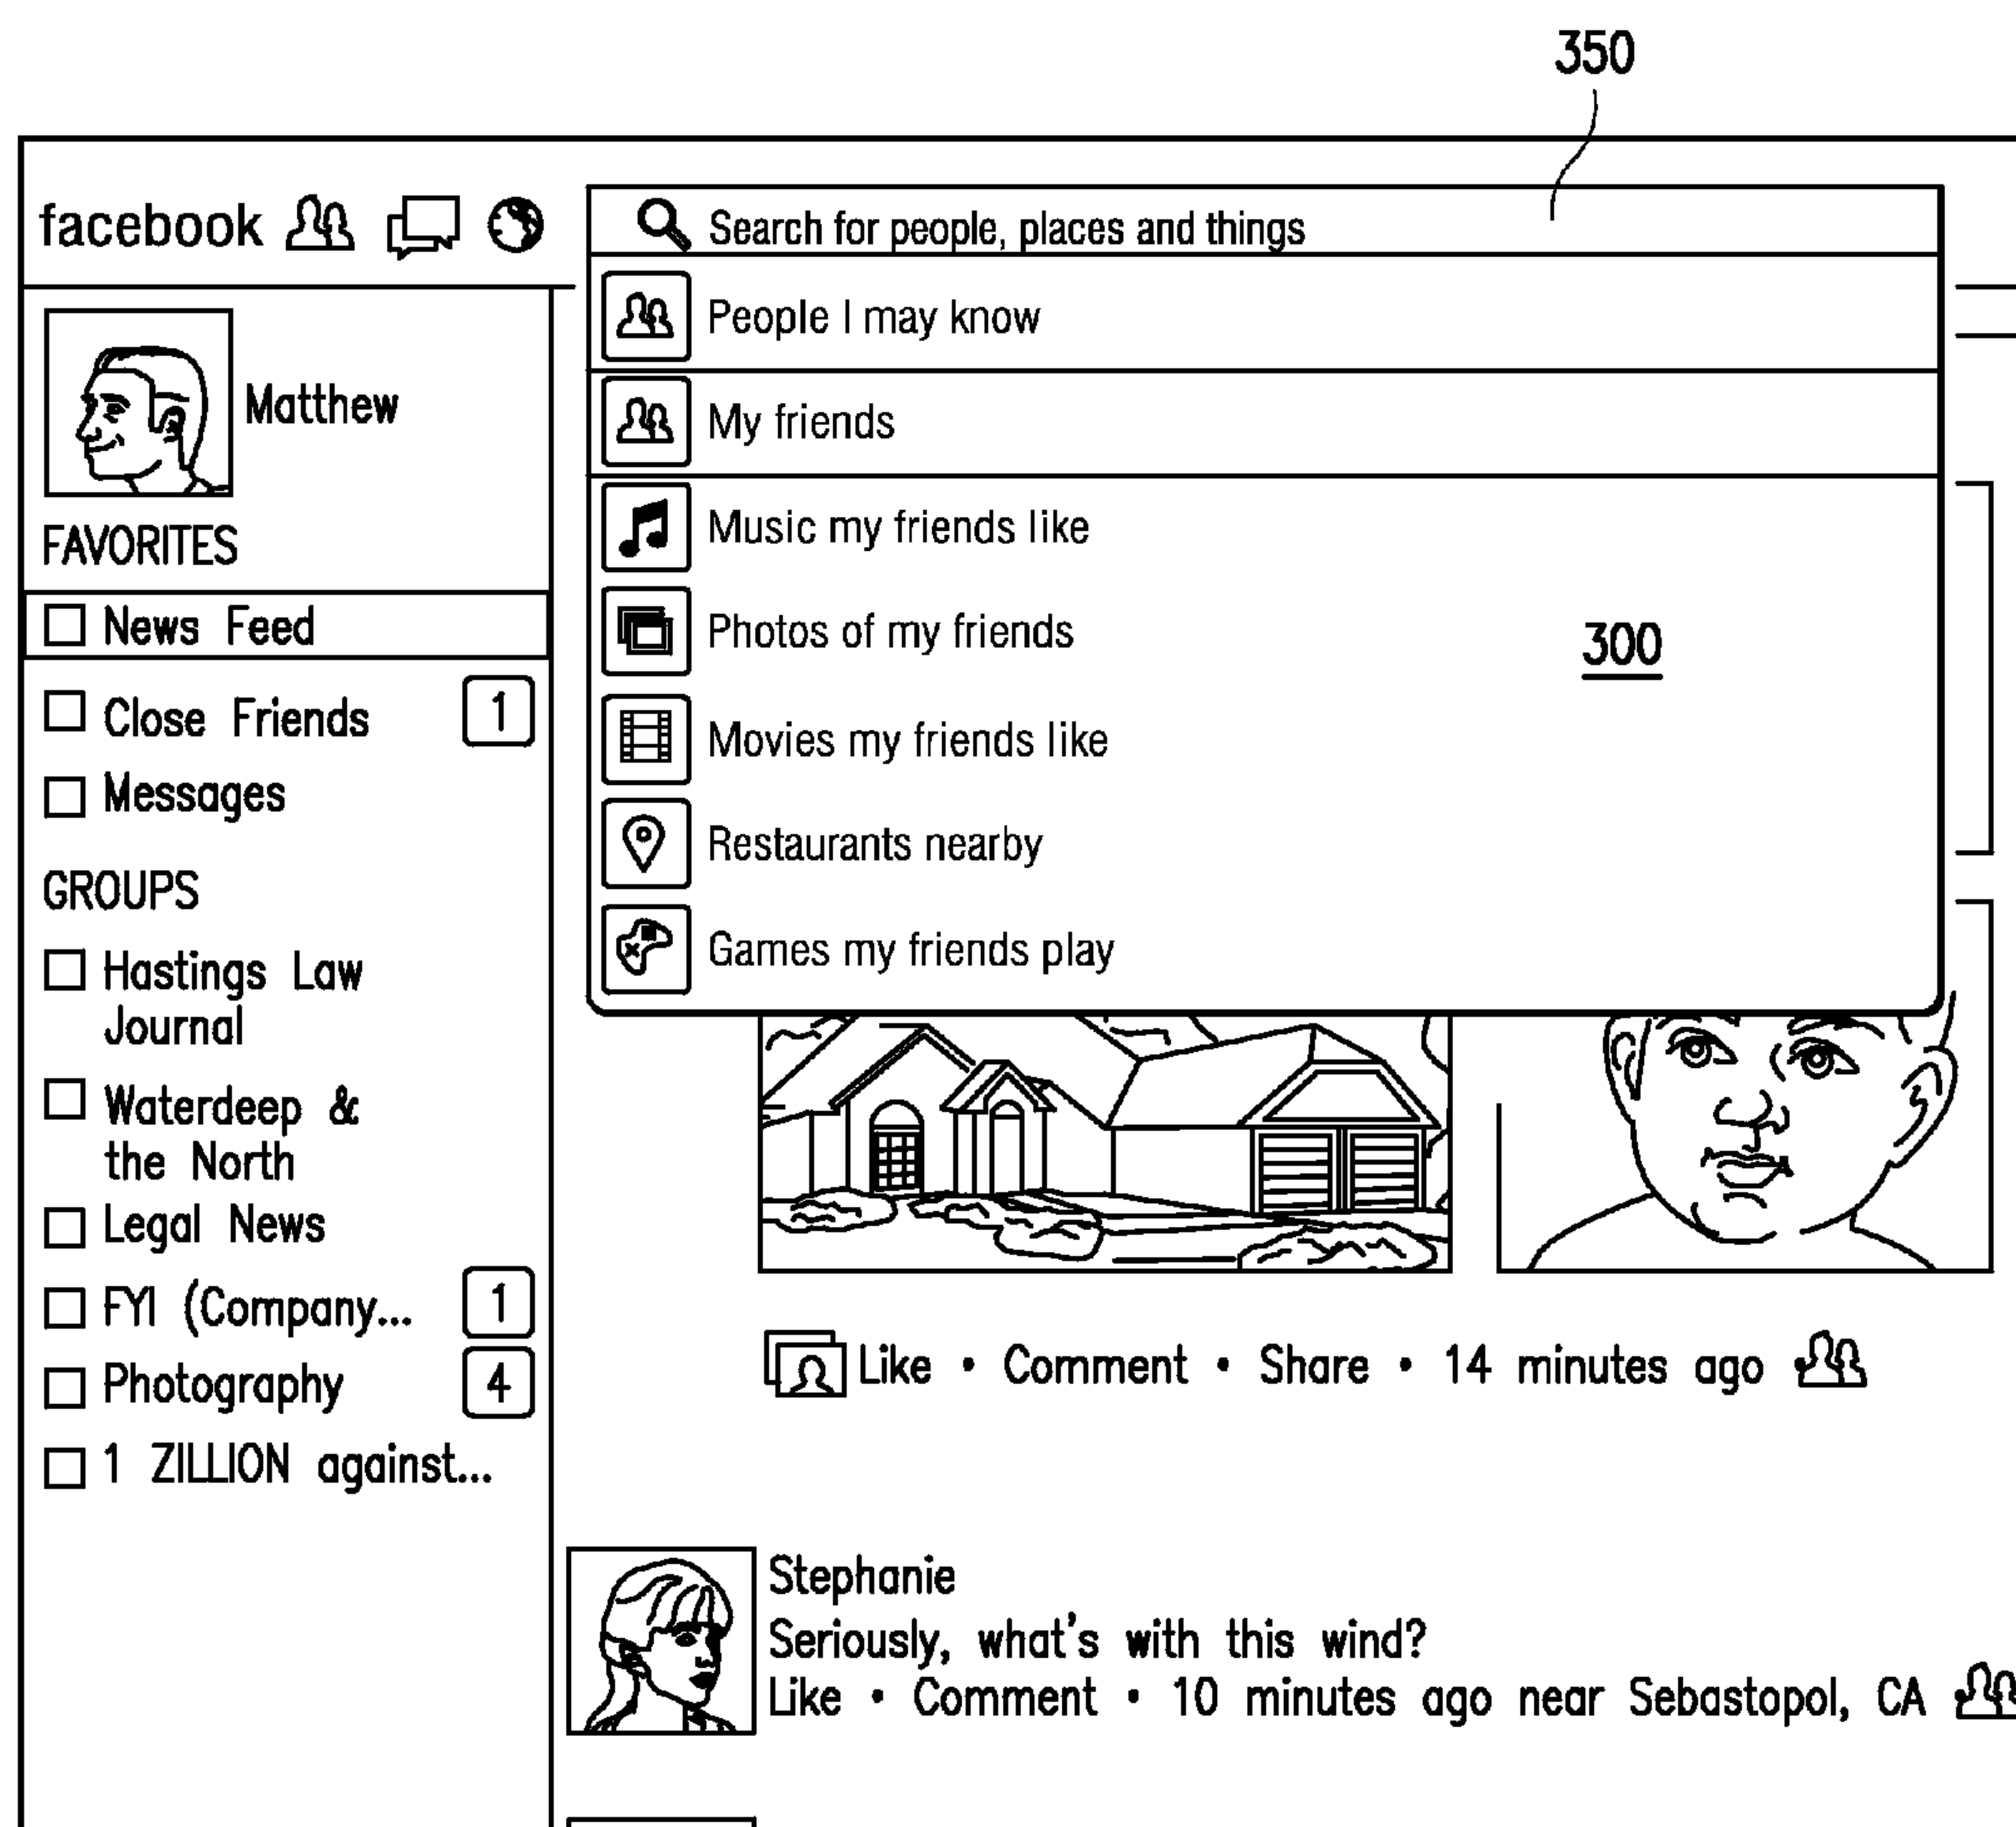 350
facebook
Search for people, places and things
People I may know
My friends
Music my friends like
Photos of my friends
Movies my friends like
Restaurants nearby
Games my friends play
300
Matthew
FAVORITES
News Feed
Close Friends 1
Messages
GROUPS
Hastings Law
Journal
Waterdeep &
the North
Legal News
FYI (Company... 1
Photography 4
1 ZILLION against...
Like • Comment • Share • 14 minutes ago
Stephanie
Seriously, what's with this wind?
Like • Comment • 10 minutes ago near Sebastopol, CA